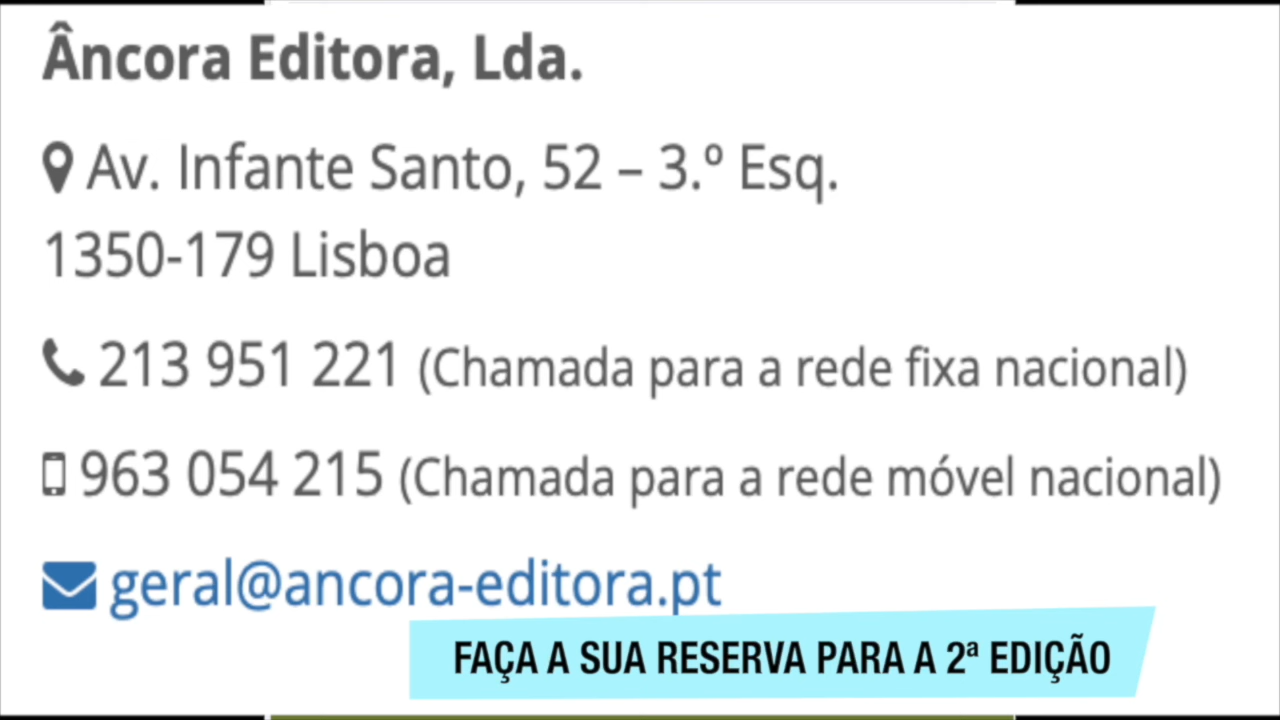 Âncora Editora, Lda.
Av. Infante Santo, 52 – 3.º Esq.
1350-179 Lisboa
213 951 221 (Chamada para a rede fixa nacional)
963 054 215 (Chamada para a rede móvel nacional)
geral@ancora-editora.pt
FAÇA A SUA RESERVA PARA A 2ª EDIÇÃO